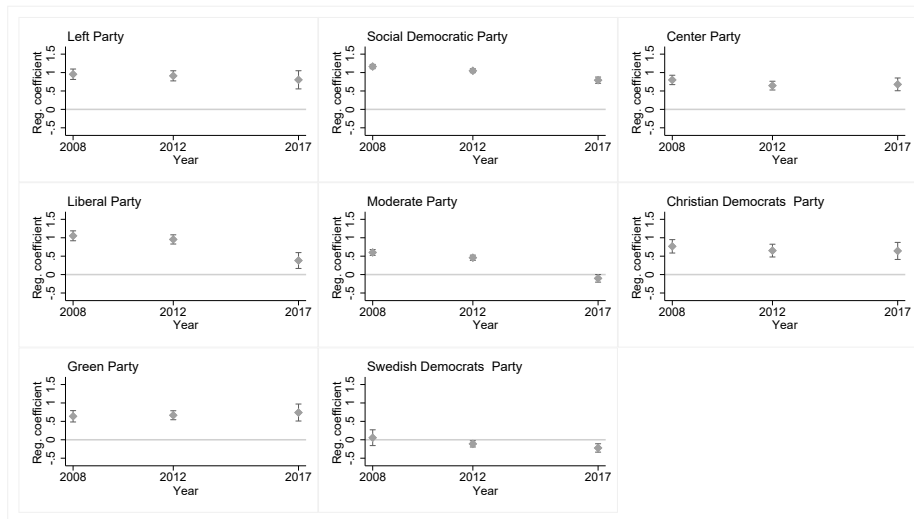 Left Party
Reg. coefficient
-.5 0 .5 1 1.5
2008 2012 2017
Year
Social Democratic Party
Reg. coefficient
-.5 0 .5 1 1.5
2008 2012 2017
Year
Center Party
Reg. coefficient
-.5 0 .5 1 1.5
2008 2012 2017
Year
Liberal Party
Reg. coefficient
-.5 0 .5 1 1.5
2008 2012 2017
Year
Moderate Party
Reg. coefficient
-.5 0 .5 1 1.5
2008 2012 2017
Year
Christian Democrats  Party
Reg. coefficient
-.5 0 .5 1 1.5
2008 2012 2017
Year
Green Party
Reg. coefficient
-.5 0 .5 1 1.5
2008 2012 2017
Year
Swedish Democrats  Party
Reg. coefficient
-.5 0 .5 1 1.5
2008 2012 2017
Year